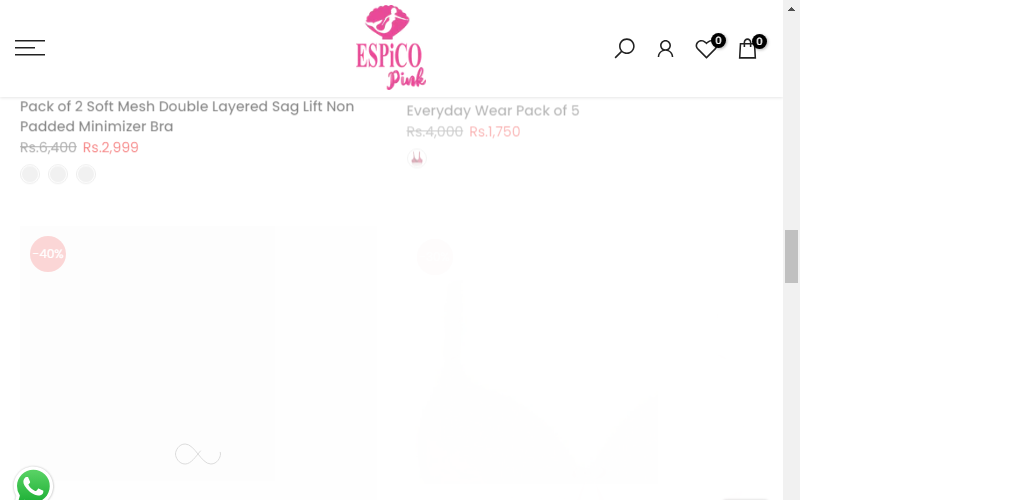 ESPiCO
Pink
0
0
Pack of 2 Soft Mesh Double Layered Sag Lift Non
Padded Minimizer Bra
Rs.6,400 Rs.2,999
Everyday Wear Pack of 5
Rs.4,000 Rs.1,750
-40%